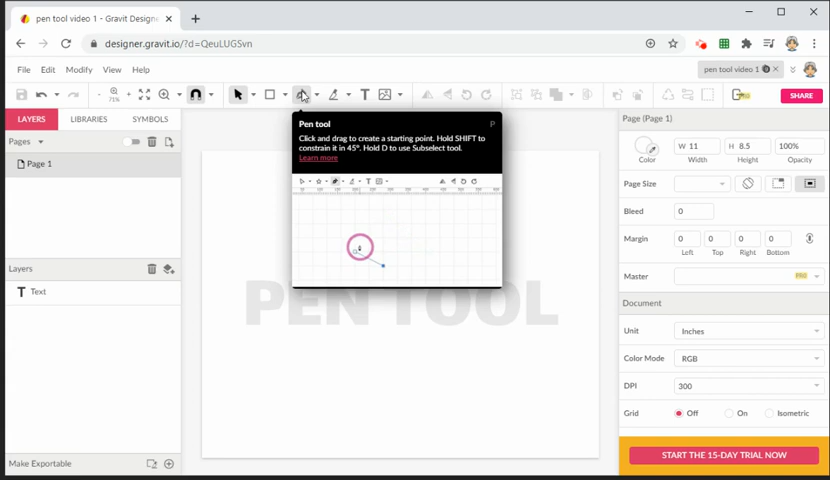 pen tool video 1 - Gravit Designe
designer.gravit.io/?d=QeuLUGSvn
File Edit Modify View Help
pen tool video 1
71%
PRO
SHARE
LAYERS LIBRARIES SYMBOLS
Pages
Page 1
Layers
Text
Make Exportable
Pen tool P
Click and drag to create a starting point. Hold SHIFT to
constrain it in 45º. Hold D to use Subselect tool.
Learn more
PEN TOOL
Page (Page 1)
W 11 H 8.5 100%
Color Width Height Opacity
Page Size
Bleed 0
Margin 0 0 0 0
Left Top Right Bottom
Master PRO
Document
Unit Inches
Color Mode RGB
DPI 300
Grid Off On Isometric
START THE 15-DAY TRIAL NOW